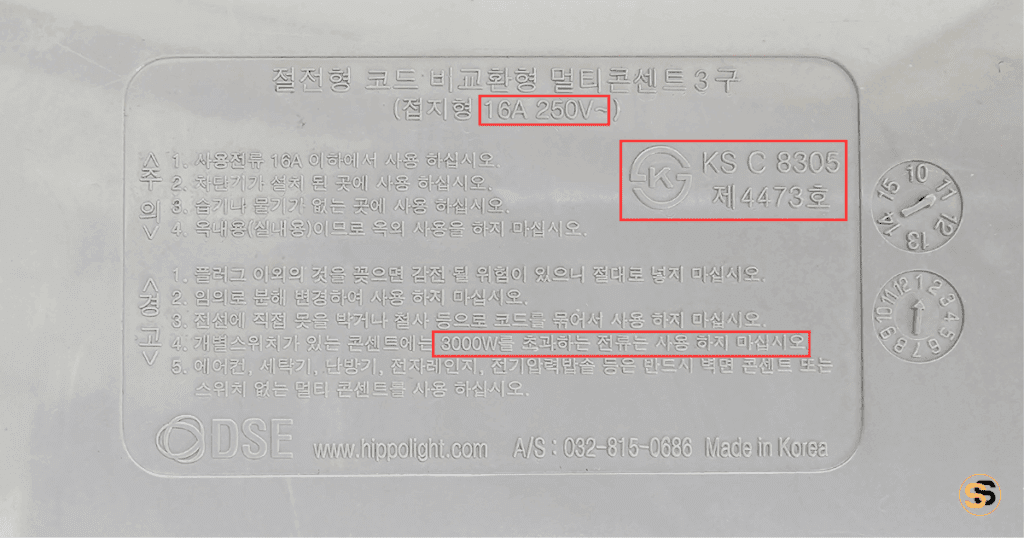 절전형 코드 비교환형 멀티콘센트 3구
(접지형 16A 250V~)
<주의>
1. 사용전류 16A 이하에서 사용 하십시오.
2. 차단기가 설치 된 곳에 사용 하십시오.
3. 습기나 물기가 없는 곳에 사용 하십시오.
4. 옥내용(실내용)이므로 옥외 사용을 하지 마십시오.
K KS C 8305
제4473호
15 10 11 12 13 14
<경고>
1. 플러그 이외의 것을 꽂으면 감전 될 위험이 있으니 절대로 넣지 마십시오.
2. 임의로 분해 변경하여 사용 하지 마십시오.
3. 전선에 직접 못을 박거나 철사 등으로 코드를 묶어서 사용 하지 마십시오.
4. 개별스위치가 있는 콘센트에는 3000W를 초과하는 전류는 사용 하지 마십시오
5. 에어컨, 세탁기, 난방기, 전자레인지, 전기압력밥솥 등은 반드시 벽면 콘센트 또는
스위치 없는 멀티 콘센트를 사용 하십시오.
12 1 2 3 4 5 6 7 8 9 10 11
DSE www.hippolight.com A/S : 032-815-0686 Made in Korea
S S